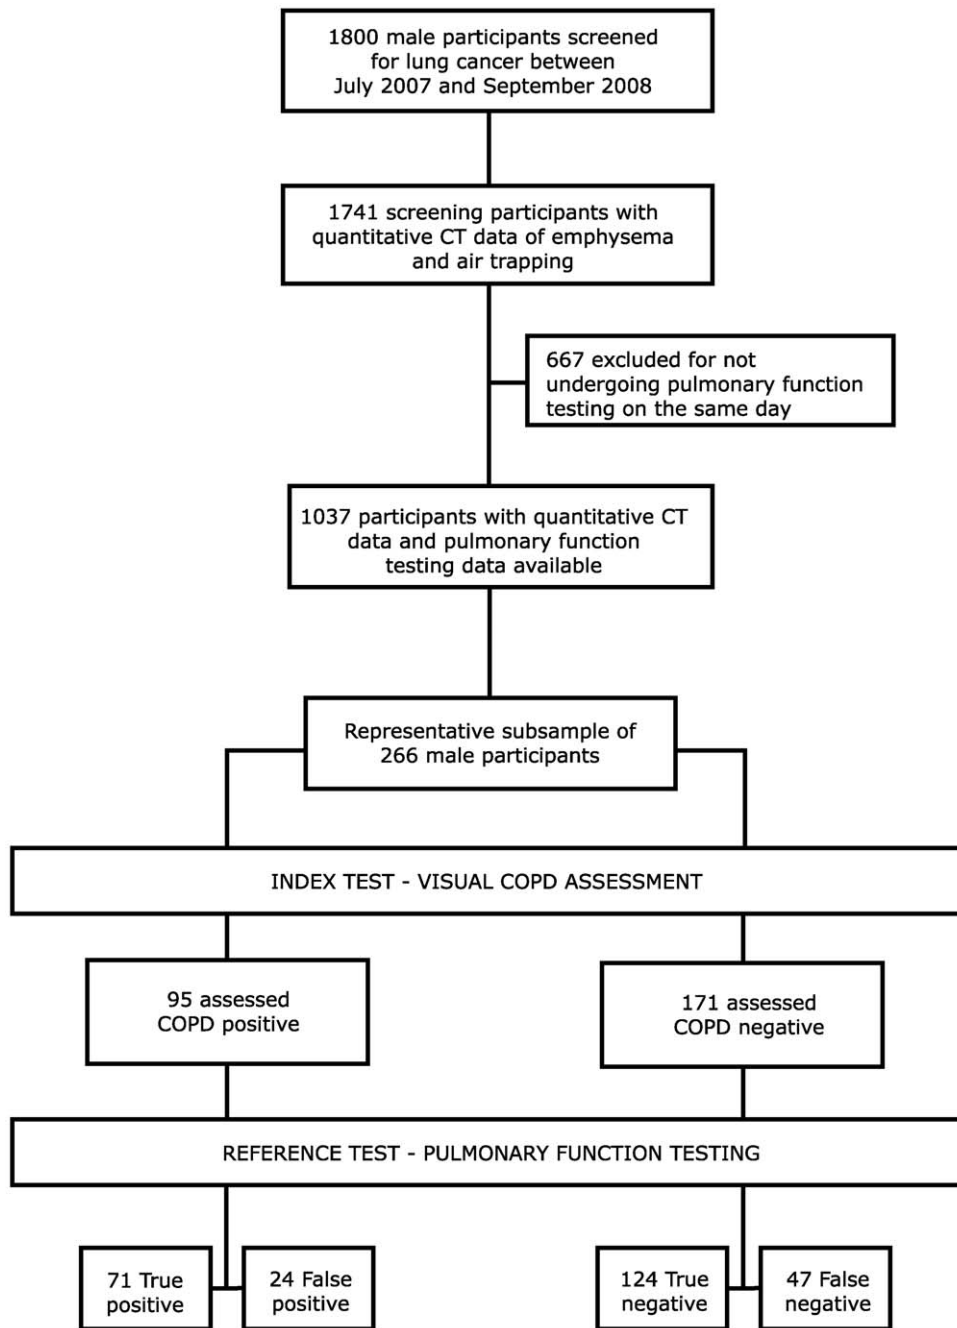 1800 male participants screened
for lung cancer between
July 2007 and September 2008
1741 screening participants with
quantitative CT data of emphysema
and air trapping
667 excluded for not
undergoing pulmonary function
testing on the same day
1037 participants with quantitative CT
data and pulmonary function
testing data available
Representative subsample of
266 male participants
INDEX TEST - VISUAL COPD ASSESSMENT
95 assessed
COPD positive
171 assessed
COPD negative
REFERENCE TEST - PULMONARY FUNCTION TESTING
71 True
positive
24 False
positive
124 True
negative
47 False
negative